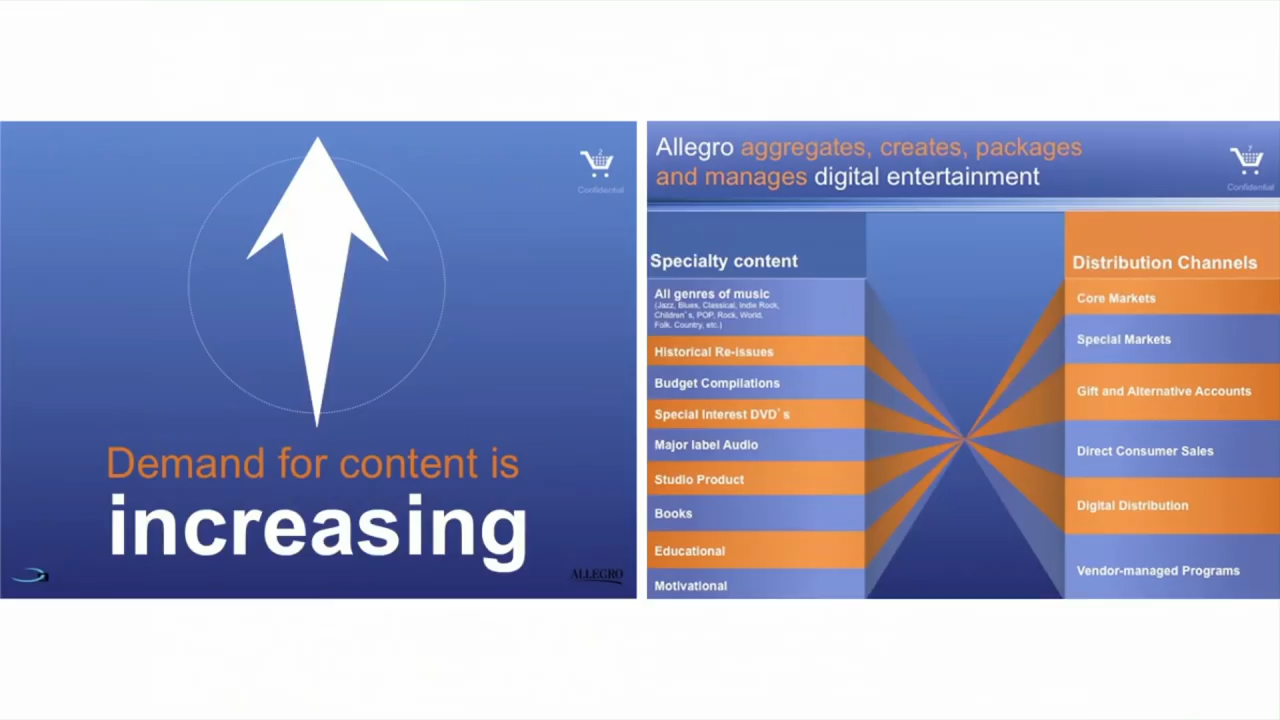 2
Confidential
Demand for content is
increasing
ALLEGRO
Allegro aggregates, creates, packages
and manages digital entertainment
7
Confidential
Specialty content
All genres of music
(Jazz, Blues, Classical, Indie Rock,
Children's, POP, Rock, World,
Folk. Country, etc.)
Historical Re-issues
Budget Compilations
Special Interest DVD's
Major label Audio
Studio Product
Books
Educational
Motivational
Distribution Channels
Core Markets
Special Markets
Gift and Alternative Accounts
Direct Consumer Sales
Digital Distribution
Vendor-managed Programs